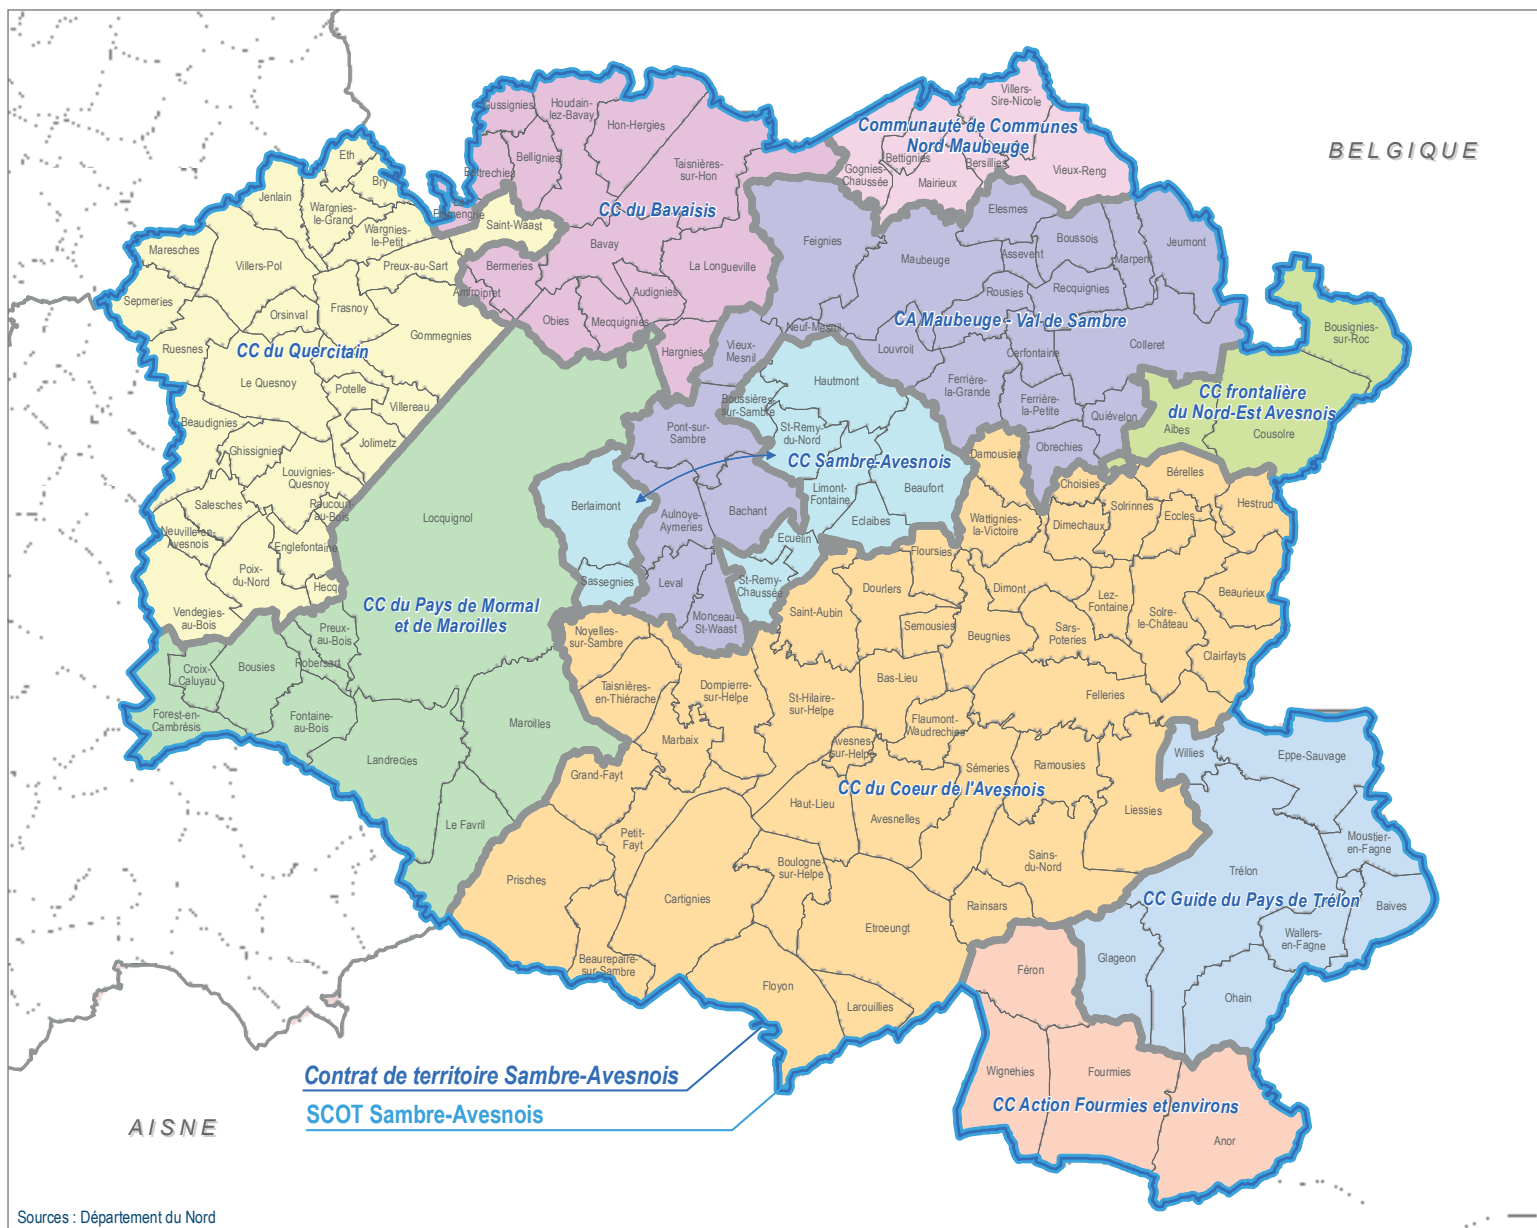 BELGIQUE
Villers-
Sire-Nicole
Communauté de Communes
Nord Maubeuge
Bettignies
Bersillies
Gognies-
Chaussée
Mairieux
Vieux-Reng
Gussignies
Houdain-
lez-Bavay
Hon-Hergies
Bellignies
Bettrechies
Taisnières-
sur-Hon
CC du Bavaisis
La
Flamengrie
Saint-Waast
Bavay
Bermeries
Amfroipret
La Longueville
Audignies
Obies
Mecquignies
Hargnies
Eth
Bry
Jenlain
Wargnies-
le-Grand
Wargnies-
le-Petit
Maresches
Villers-Pol
Preux-au-Sart
Sepmeries
Orsinval
Frasnoy
Gommegnies
Ruesnes
CC du Quercitain
Le Quesnoy
Potelle
Villereau
Beaudignies
Ghissignies
Jolimetz
Louvignies-
Quesnoy
Salesches
Raucourt-
au-Bois
Neuville-en-
Avesnois
Englefontaine
Poix-
du-Nord
Hecq
Vendegies-
au-Bois
Feignies
Elesmes
Maubeuge
Assevent
Boussois
Marpent
Jeumont
Rousies
Recquignies
CA Maubeuge - Val de Sambre
Neuf-Mesnil
Louvroil
Cerfontaine
Colleret
Vieux-
Mesnil
Ferrière-
la-Grande
Ferrière-
la-Petite
Quiévelon
Obrechies
Pont-sur-
Sambre
Bachant
Aulnoye-
Aymeries
Leval
Monceau-
St-Waast
Bousignies-
sur-Roc
CC frontalière
du Nord-Est Avesnois
Aibes
Cousolre
Hautmont
Boussières-
sur-Sambre
St-Remy-
du-Nord
CC Sambre-Avesnois
Limont-
Fontaine
Beaufort
Eclaibes
Ecuélin
St-Remy-
Chaussée
Berlaimont
Sassegnies
Locquignol
CC du Pays de Mormal
et de Maroilles
Preux-
au-Bois
Robersart
Croix-
Caluyau
Bousies
Forest-en-
Cambrésis
Fontaine-
au-Bois
Landrecies
Maroilles
Le Favril
Damousies
Choisies
Bérelles
Wattignies-
la-Victoire
Dimechaux
Solrinnes
Eccles
Hestrud
Floursies
Dourlers
Dimont
Lez-
Fontaine
Beaurieux
Saint-Aubin
Semousies
Beugnies
Sars-
Poteries
Solre-
le-Château
Clairfayts
Noyelles-
sur-Sambre
Taisnières-
en-Thiérache
Dompierre-
sur-Helpe
St-Hilaire-
sur-Helpe
Bas-Lieu
Felleries
Flaumont-
Waudrechies
Marbaix
Avesnes-
sur-Helpe
Sémeries
Ramousies
Grand-Fayt
CC du Coeur de l'Avesnois
Haut-Lieu
Avesnelles
Liessies
Petit-
Fayt
Boulogne-
sur-Helpe
Sains-
du-Nord
Prisches
Cartignies
Rainsars
Etroeungt
Beaurepaire-
sur-Sambre
Floyon
Larouillies
Willies
Eppe-Sauvage
Moustier-
en-Fagne
Trélon
CC Guide du Pays de Trélon
Baives
Wallers-
en-Fagne
Glageon
Ohain
Féron
Wignehies
Fourmies
CC Action Fourmies et environs
Anor
Contrat de territoire Sambre-Avesnois
SCOT Sambre-Avesnois
AISNE
Sources : Département du Nord